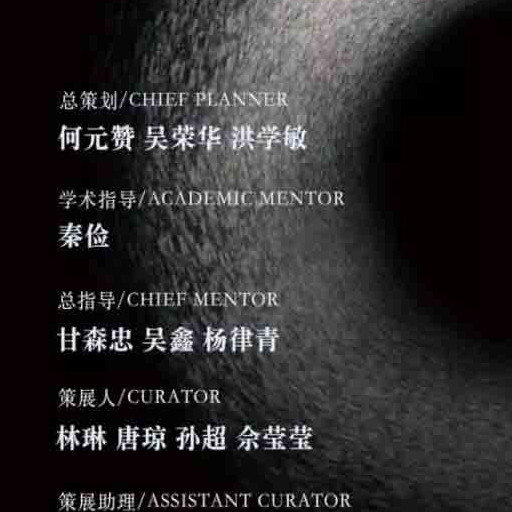 总策划/CHIEF PLANNER
何元赞 吴荣华 洪学敏
学术指导/ACADEMIC MENTOR
秦俭
总指导/CHIEF MENTOR
甘森忠 吴鑫 杨律青
策展人/CURATOR
林琳 唐琼 孙超 佘莹莹
策展助理/ASSISTANT CURATOR